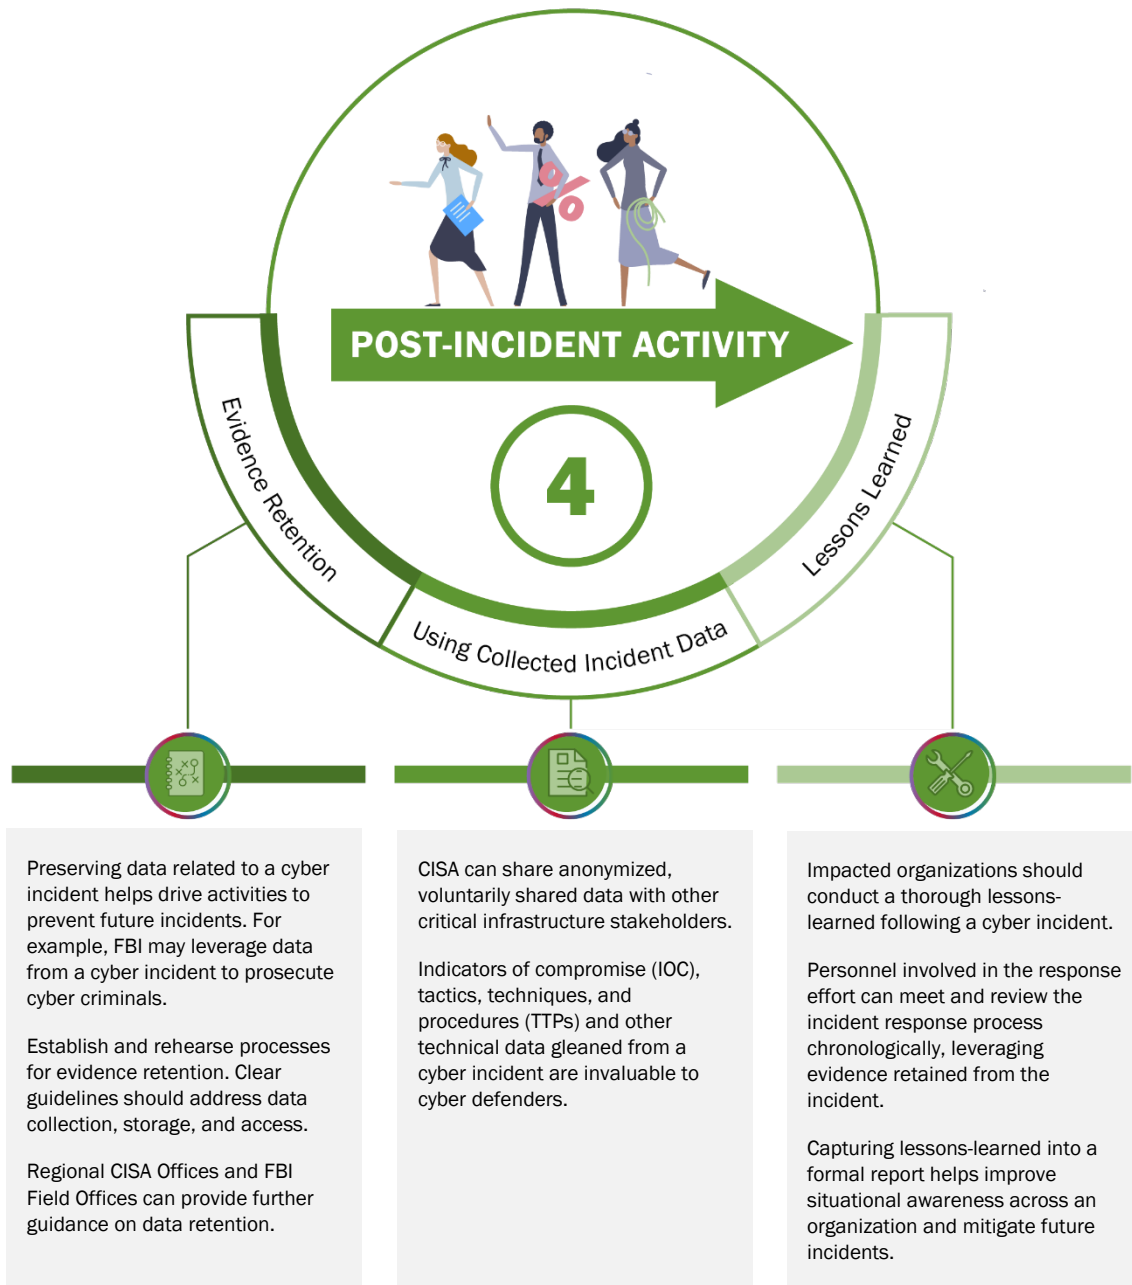 POST-INCIDENT ACTIVITY
4
Evidence Retention
Using Collected Incident Data
Lessons Learned
Preserving data related to a cyber
incident helps drive activities to
prevent future incidents. For
example, FBI may leverage data
from a cyber incident to prosecute
cyber criminals.
Establish and rehearse processes
for evidence retention. Clear
guidelines should address data
collection, storage, and access.
Regional CISA Offices and FBI
Field Offices can provide further
guidance on data retention.
CISA can share anonymized,
voluntarily shared data with other
critical infrastructure stakeholders.
Indicators of compromise (IOC),
tactics, techniques, and
procedures (TTPs) and other
technical data gleaned from a
cyber incident are invaluable to
cyber defenders.
Impacted organizations should
conduct a thorough lessons-
learned following a cyber incident.
Personnel involved in the response
effort can meet and review the
incident response process
chronologically, leveraging
evidence retained from the
incident.
Capturing lessons-learned into a
formal report helps improve
situational awareness across an
organization and mitigate future
incidents.